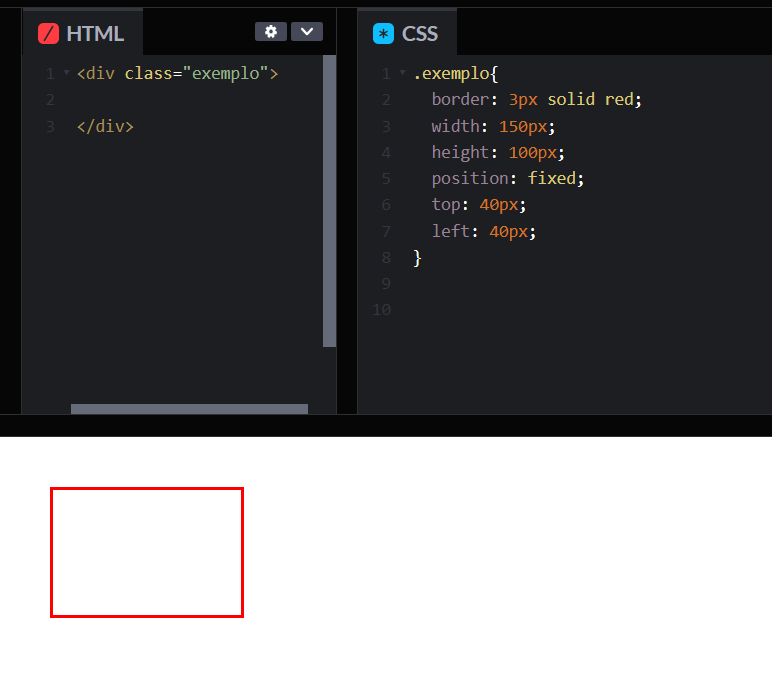 HTML
1 <div class="exemplo">
2
3 </div>
CSS
1 .exemplo{
2 border: 3px solid red;
3 width: 150px;
4 height: 100px;
5 position: fixed;
6 top: 40px;
7 left: 40px;
8 }
9
10